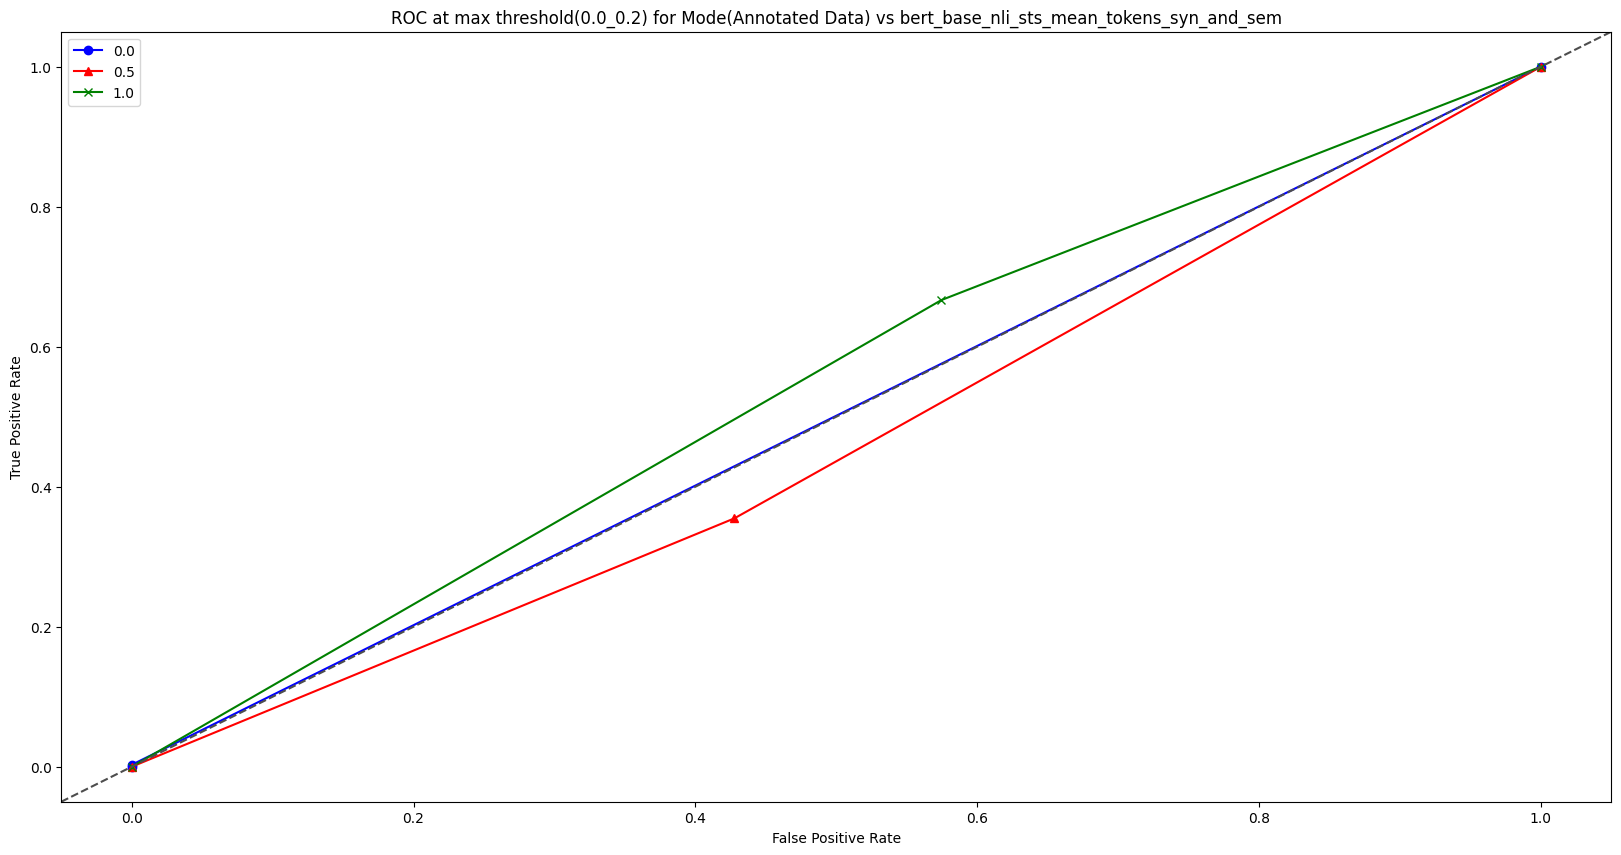 ROC at max threshold(0.0_0.2) for Mode(Annotated Data) vs bert_base_nli_sts_mean_tokens_syn_and_sem
0.0
0.5
1.0
1.0
0.8
0.6
0.4
0.2
0.0
True Positive Rate
0.0 0.2 0.4 0.6 0.8 1.0
False Positive Rate